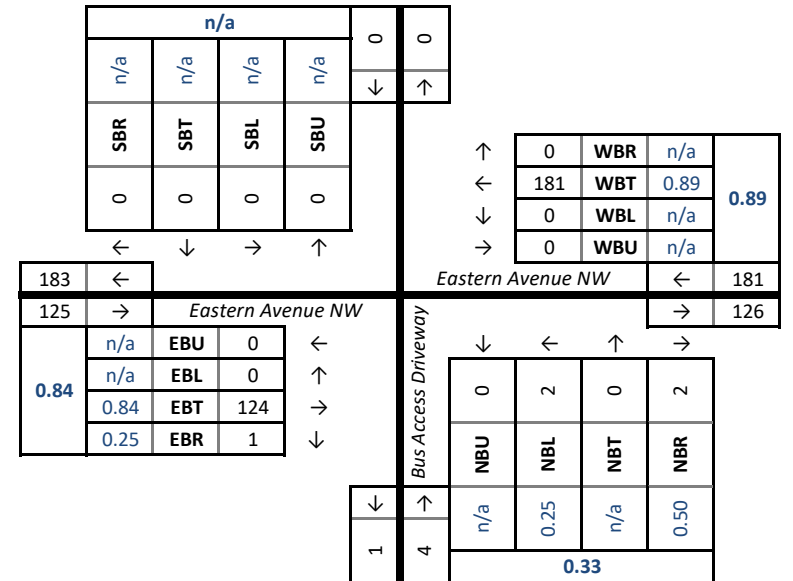 n/a
0 0
n/a n/a n/a n/a
↓ ↑
SBR SBT SBL SBU
0 0 0 0
← ↓ → ↑
↑ 0 WBR n/a
← 181 WBT 0.89
0.89
↓ 0 WBL n/a
→ 0 WBU n/a
183 ← Eastern Avenue NW ← 181
125 → Eastern Avenue NW → 126
n/a EBU 0 ←
n/a EBL 0 ↑
0.84
0.84 EBT 124 →
0.25 EBR 1 ↓
Bus Access Driveway
↓ ← ↑ →
0 2 0 2
NBU NBL NBT NBR
↓ ↑
n/a 0.25 n/a 0.50
1 4
0.33